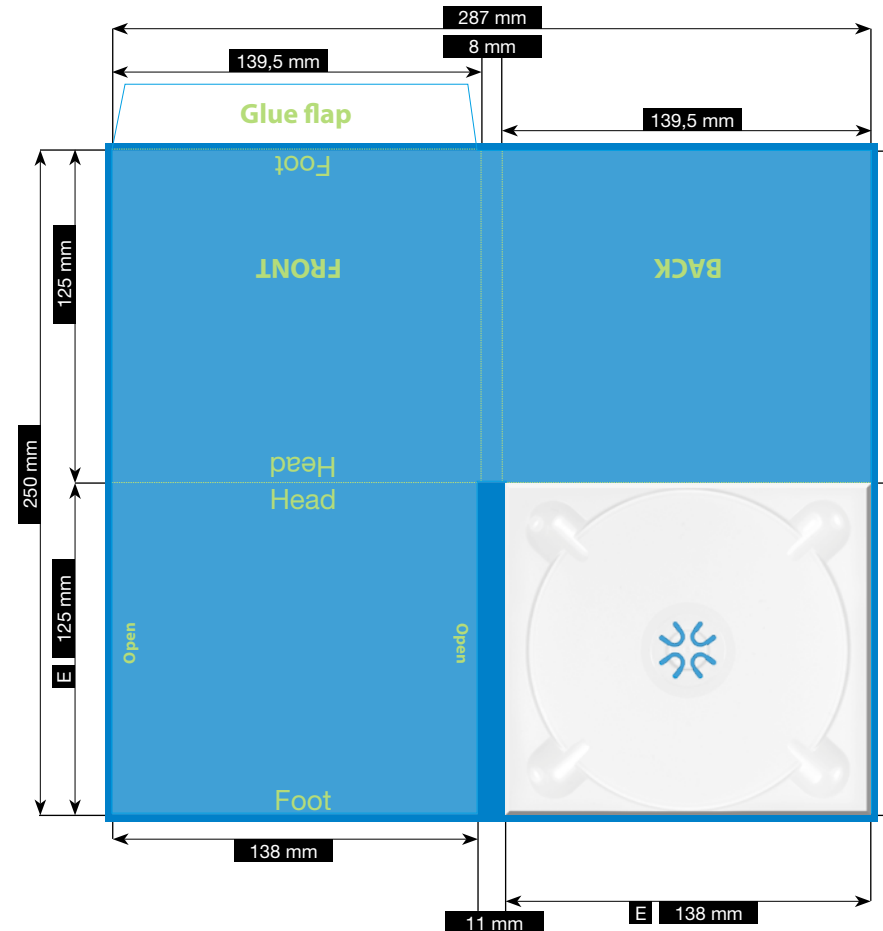 287 mm
8 mm
139,5 mm
Glue flap
139,5 mm
Foot
FRONT
BACK
125 mm
250 mm
Head
Head
125 mm
E
Open
Open
Foot
138 mm
11 mm
E 138 mm